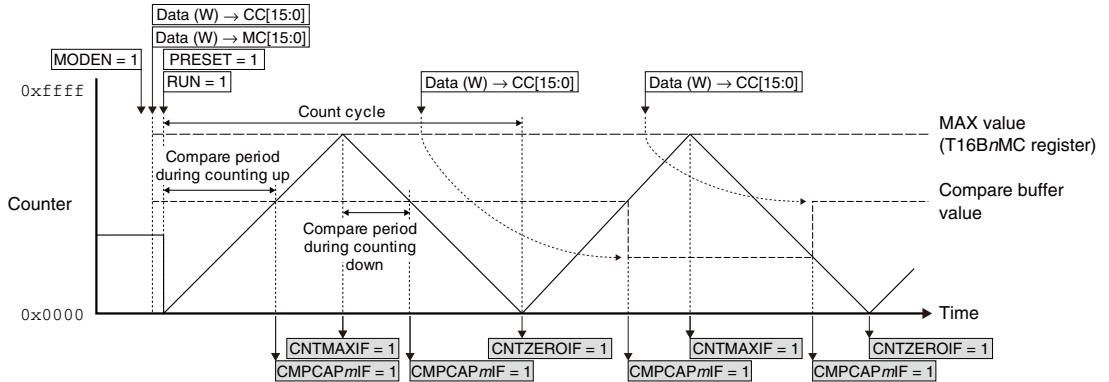 Data (W) → CC[15:0]
Data (W) → MC[15:0]
MODEN = 1
PRESET = 1
RUN = 1
Data (W) → CC[15:0]
Data (W) → CC[15:0]
0xffff
Count cycle
MAX value
(T16BnMC register)
Compare period
during counting up
Counter
Compare buffer
value
Compare period
during counting
down
0x0000
Time
CNTMAXIF = 1
CNTZEROIF = 1
CNTMAXIF = 1
CNTZEROIF = 1
CMPCAPmIF = 1
CMPCAPmIF = 1
CMPCAPmIF = 1
CMPCAPmIF = 1